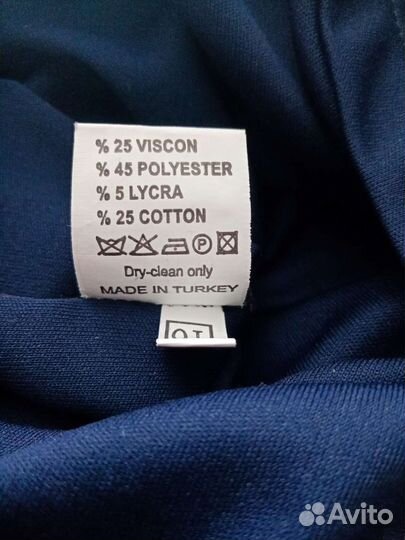 % 25 VISCON
% 45 POLYESTER
% 5 LYCRA
% 25 COTTON
P
Dry-clean only
MADE IN TURKEY
Avito